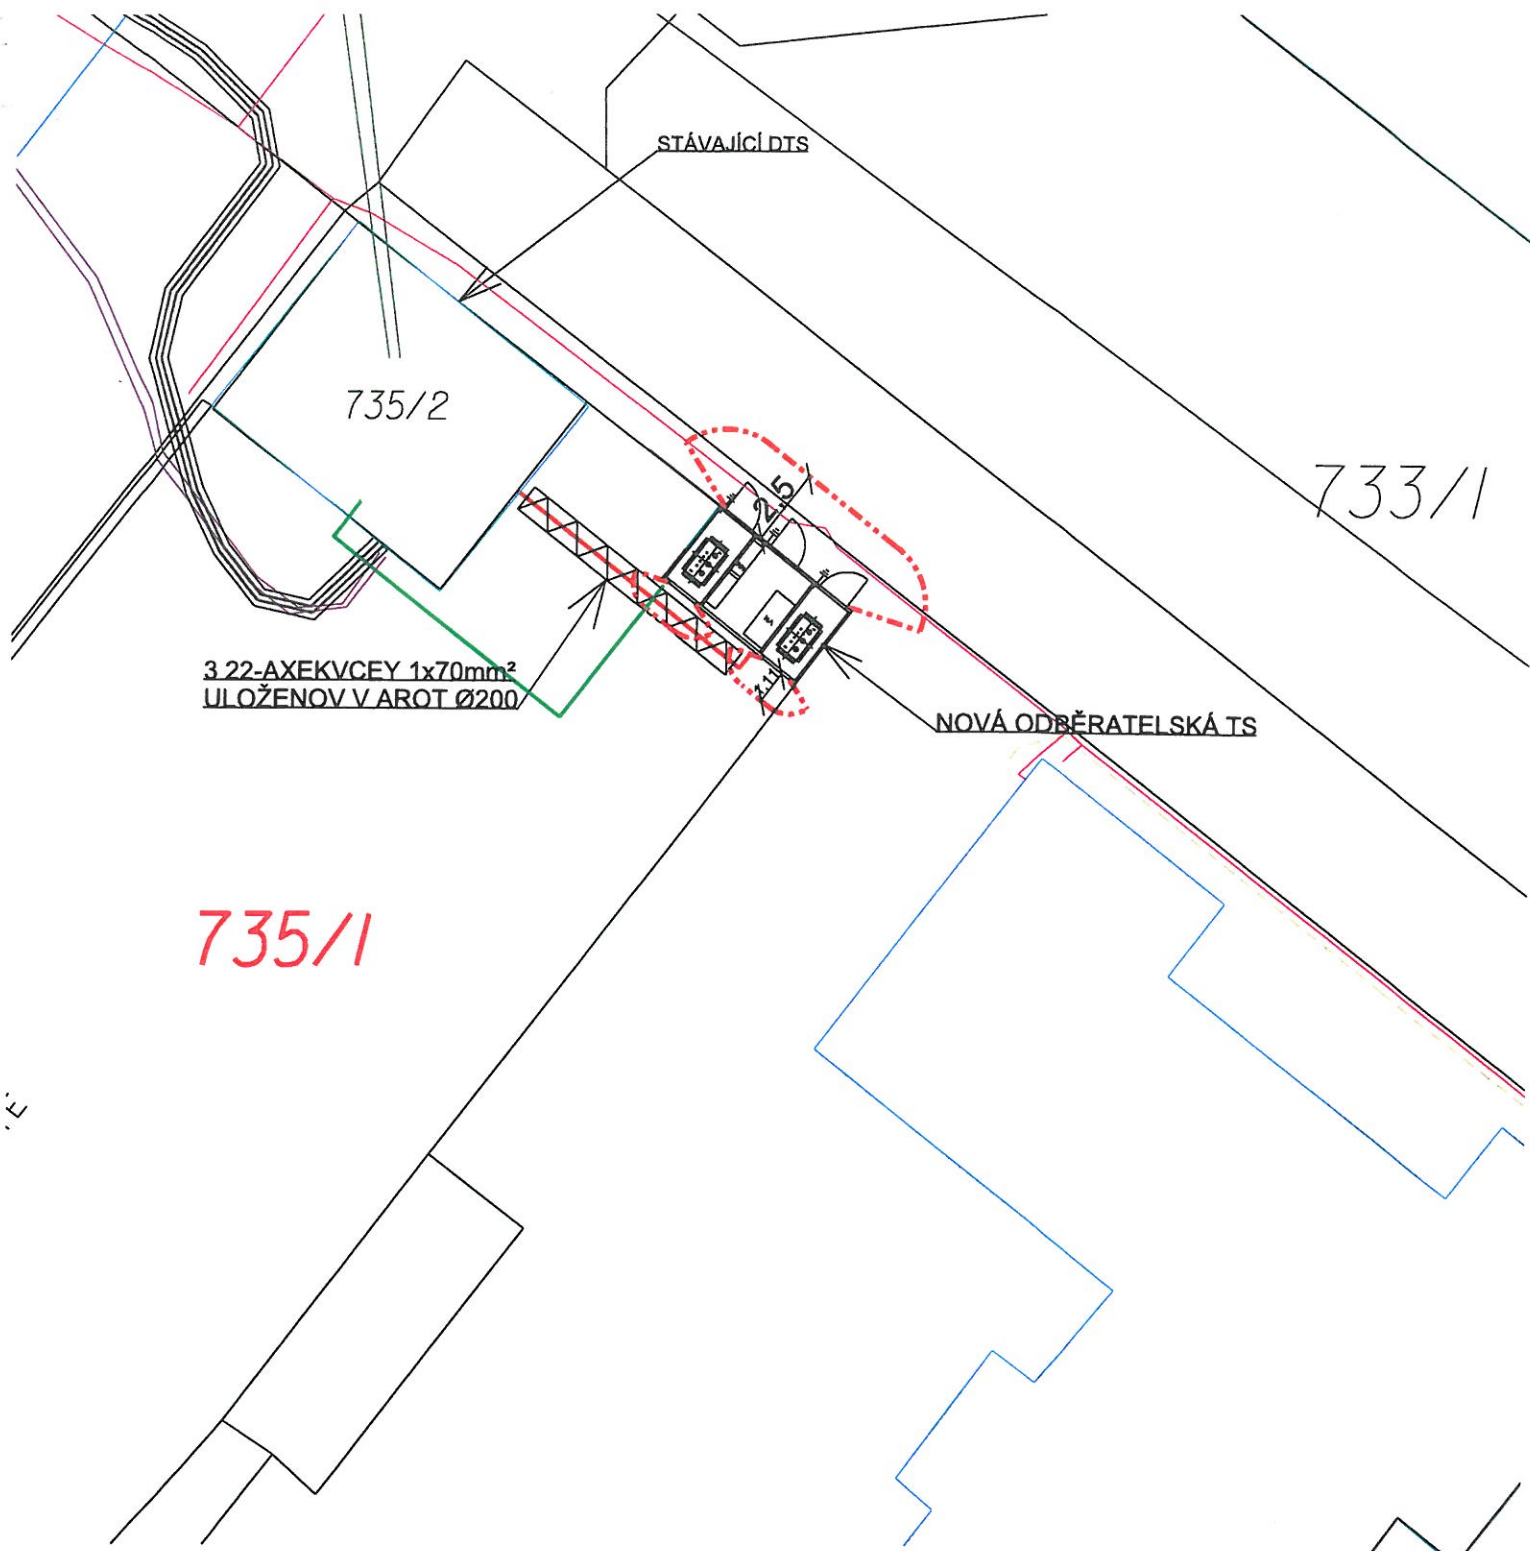 STÁVAJÍCÍ DTS
735/2
733/1
2,5
3 22-AXEKVCEY 1x70mm²
ULOŽENOV V AROT Ø200
NOVÁ ODBĚRATELSKÁ TS
735/1